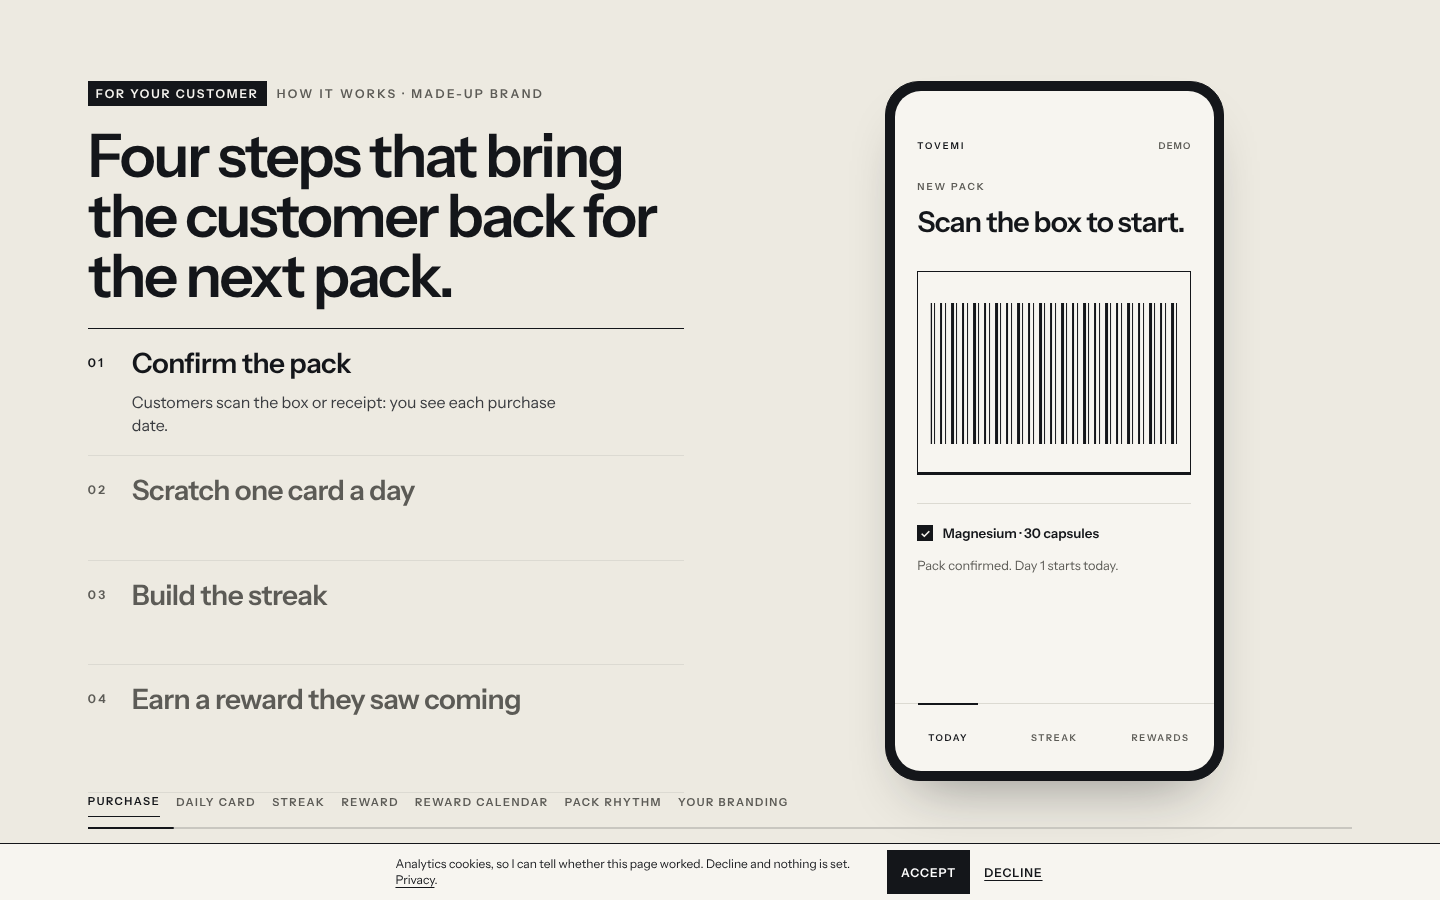 FOR YOUR CUSTOMER HOW IT WORKS · MADE-UP BRAND
Four steps that bring
the customer back for
the next pack.
01 Confirm the pack
Customers scan the box or receipt: you see each purchase
date.
02 Scratch one card a day
03 Build the streak
04 Earn a reward they saw coming
TOVEMI DEMO
NEW PACK
Scan the box to start.
Magnesium · 30 capsules
Pack confirmed. Day 1 starts today.
TODAY STREAK REWARDS
PURCHASE DAILY CARD STREAK REWARD REWARD CALENDAR PACK RHYTHM YOUR BRANDING
Analytics cookies, so I can tell whether this page worked. Decline and nothing is set.
Privacy.
ACCEPT DECLINE